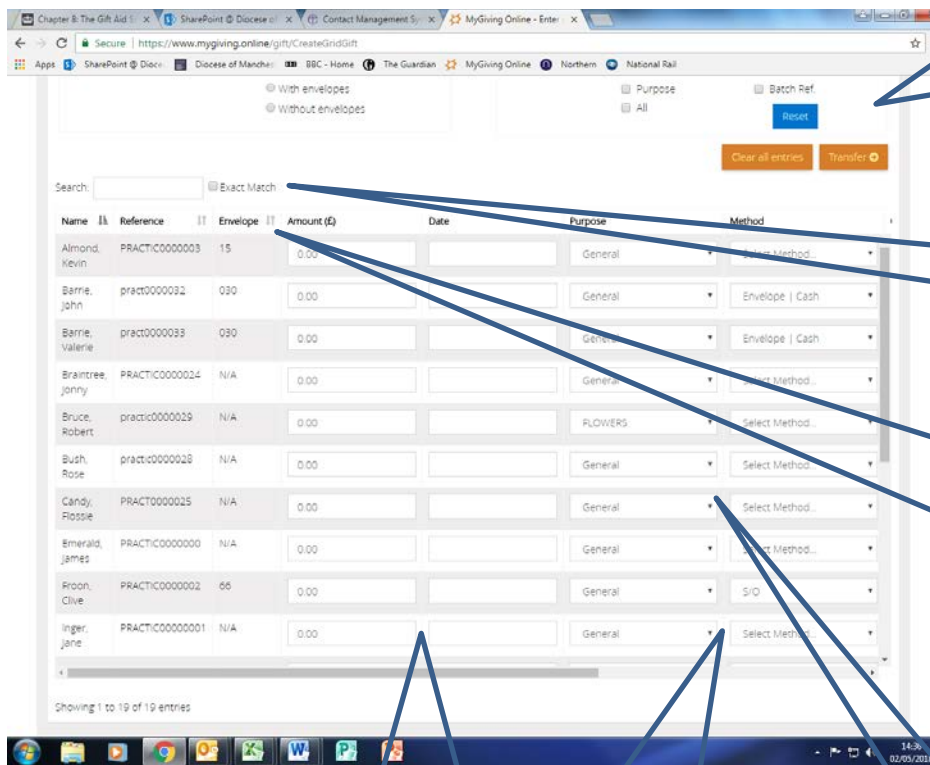 Chapter 8: The Gift Aid S
SharePoint @ Diocese of
Contact Management Sy
MyGiving Online - Enter
Secure | https://www.mygiving.online/gift/CreateGridGift
Apps SharePoint @ Dioce Diocese of Manches BBC - Home The Guardian MyGiving Online Northern National Rail
With envelopes Purpose Batch Ref.
Without envelopes All Reset
Clear all entries Transfer
Search: Exact Match
Name Reference Envelope Amount (£) Date Purpose Method
Almond, Kevin PRACTIC0000003 15 0.00 General Select Method...
Barrie, John pract0000032 030 0.00 General Envelope | Cash
Barrie, Valerie pract0000033 030 0.00 General Envelope | Cash
Braintree, Jonny PRACTIC0000024 N/A 0.00 General Select Method...
Bruce, Robert practic0000029 N/A 0.00 FLOWERS Select Method...
Bush, Rose practic0000028 N/A 0.00 General Select Method...
Candy, Flossie PRACT0000025 N/A 0.00 General Select Method...
Emerald, James PRACTIC0000000 N/A 0.00 General Select Method...
Froon, Clive PRACTIC0000002 66 0.00 General S/O
Inger, Jane PRACTIC00000001 N/A 0.00 General Select Method...
Showing 1 to 19 of 19 entries
14:36